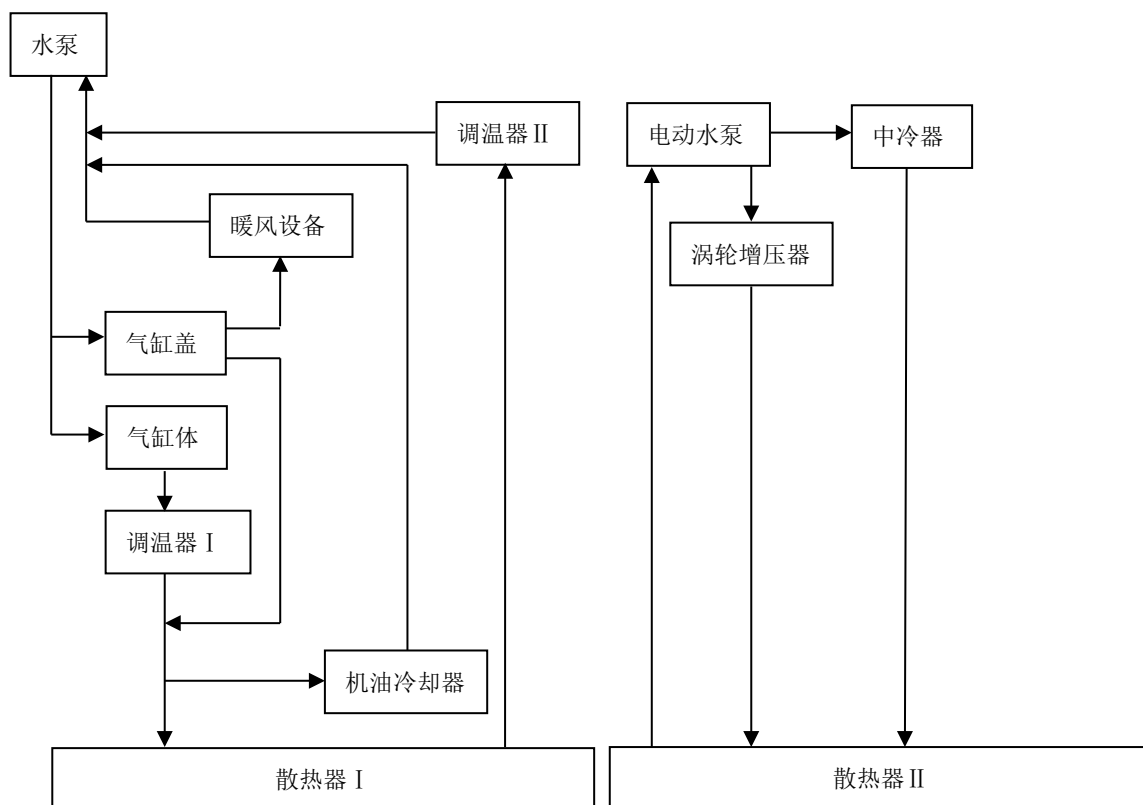 水泵
调温器Ⅱ
电动水泵
中冷器
暖风设备
涡轮增压器
气缸盖
气缸体
调温器Ⅰ
机油冷却器
散热器Ⅰ
散热器Ⅱ